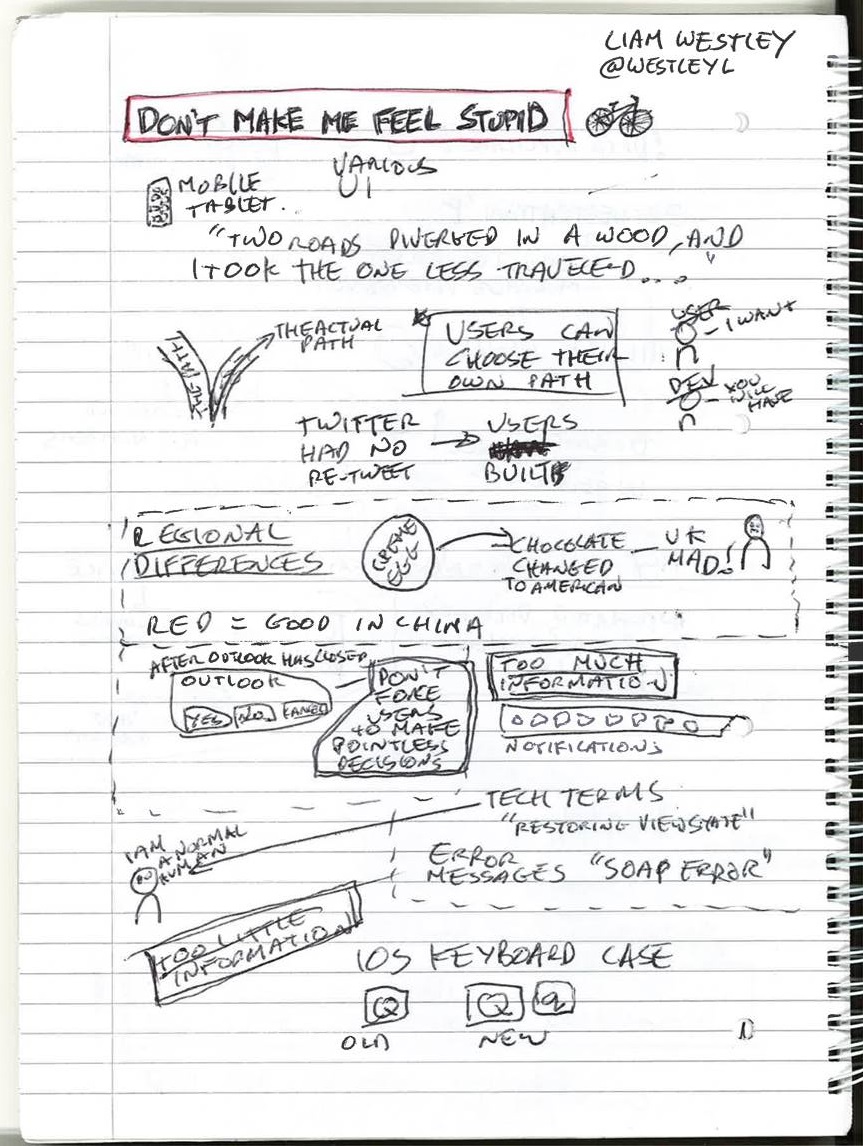 LIAM WESTLEY
@WESTLEYL
DON'T MAKE ME FEEL STUPID
MOBILE
TABLET.
VARIOUS
UI
"TWO ROADS DIVERGED IN A WOOD, AND
I TOOK THE ONE LESS TRAVELED..."
THE PATH
THE ACTUAL
PATH
USERS CAN
CHOOSE THEIR
OWN PATH
USER
I WANT
DEV
YOU
WILL
HAVE
TWITTER
HAD NO
RE-TWEET
USERS
BUILT
REGIONAL
DIFFERENCES
CREME
EGG
CHOCOLATE
CHANGED
TO AMERICAN
UK
MAD!
RED = GOOD IN CHINA
AFTER OUTLOOK HAS CLOSED
OUTLOOK
YES NO CANCEL
DON'T
FORCE
USERS
TO MAKE
POINTLESS
DECISIONS
TOO MUCH
INFORMATION
NOTIFICATIONS
TECH TERMS
"RESTORING VIEWSTATE"
I AM
A NORMAL
HUMAN
ERROR
MESSAGES "SOAP ERROR"
TOO LITTLE
INFORMATION
IOS KEYBOARD CASE
Q
OLD
Q q
NEW